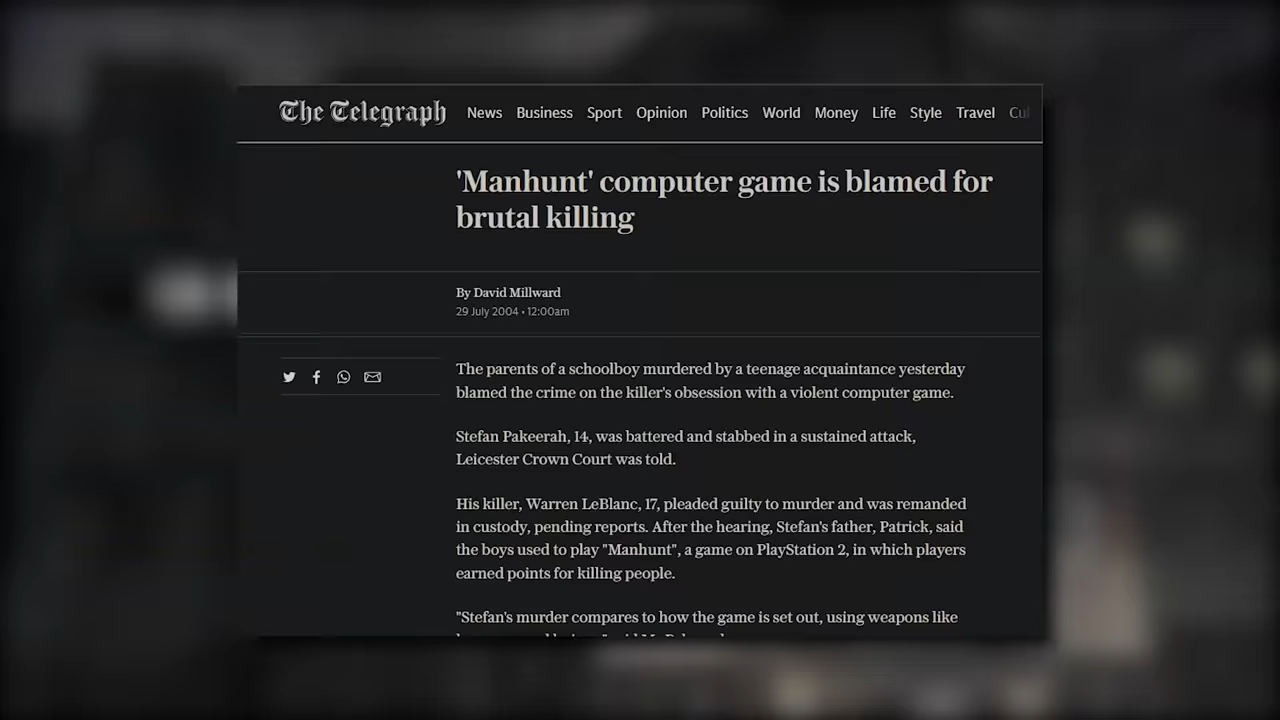 The Telegraph News Business Sport Opinion Politics World Money Life Style Travel
'Manhunt' computer game is blamed for
brutal killing
By David Millward
29 July 2004 • 12:00am
The parents of a schoolboy murdered by a teenage acquaintance yesterday
blamed the crime on the killer's obsession with a violent computer game.
Stefan Pakeerah, 14, was battered and stabbed in a sustained attack,
Leicester Crown Court was told.
His killer, Warren LeBlanc, 17, pleaded guilty to murder and was remanded
in custody, pending reports. After the hearing, Stefan's father, Patrick, said
the boys used to play "Manhunt", a game on PlayStation 2, in which players
earned points for killing people.
"Stefan's murder compares to how the game is set out, using weapons like